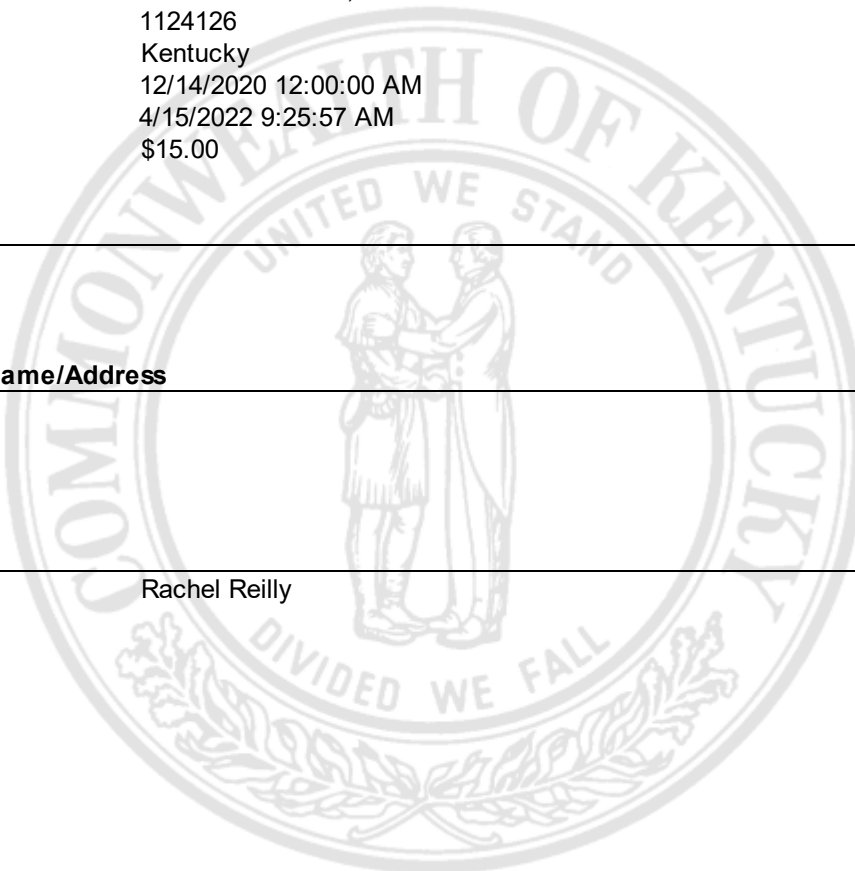 1124126
Kentucky
12/14/2020 12:00:00 AM
4/15/2022 9:25:57 AM
$15.00
COMMONWEALTH OF KENTUCKY
UNITED WE STAND
ame/Address
Rachel Reilly
DIVIDED WE FALL